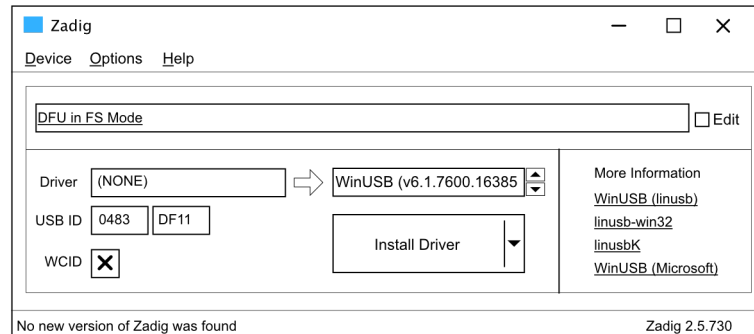 Zadig
Device Options Help
DFU in FS Mode
Edit
Driver (NONE) WinUSB (v6.1.7600.16385
USB ID 0483 DF11
WCID
Install Driver
More Information
WinUSB (linusb)
linusb-win32
linusbK
WinUSB (Microsoft)
No new version of Zadig was found
Zadig 2.5.730